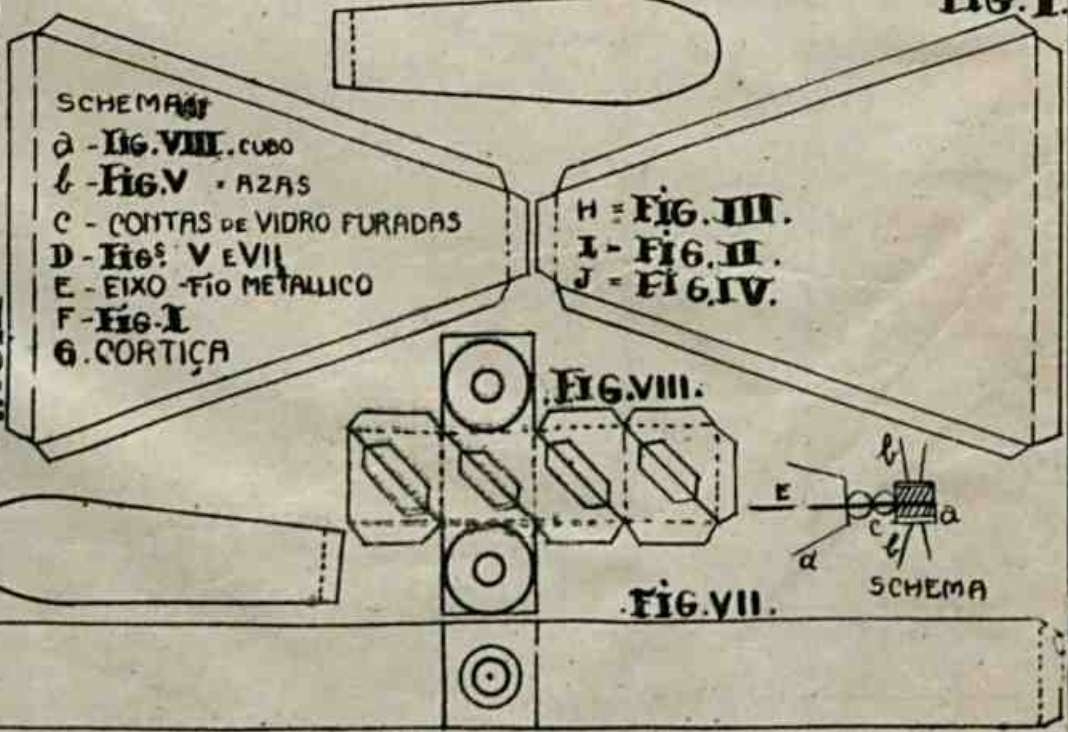 FIG. I.
SCHEMA
a - FIG. VIII. CUBO
b - FIG. V - AZAS
C - CONTAS DE VIDRO FURADAS
D - FIGS. V E VII
E - EIXO - FIO METALLICO
F - FIG. I
G. CORTIÇA
H = FIG. III.
I - FIG. II.
J = FIG. IV.
.FIG. VIII.
b
E
c
a
b
d
SCHEMA
.FIG. VII.